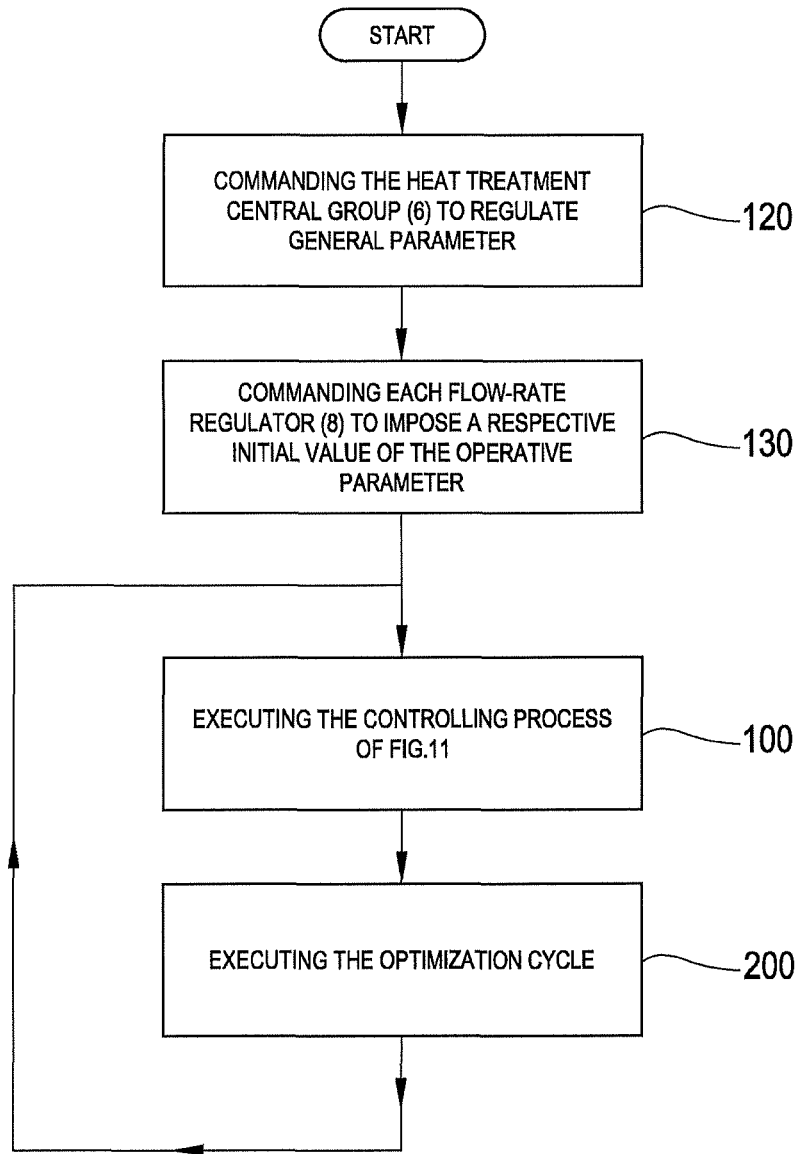 START
COMMANDING THE HEAT TREATMENT
CENTRAL GROUP (6) TO REGULATE
GENERAL PARAMETER
120
COMMANDING EACH FLOW-RATE
REGULATOR (8) TO IMPOSE A RESPECTIVE
INITIAL VALUE OF THE OPERATIVE
PARAMETER
130
EXECUTING THE CONTROLLING PROCESS
OF FIG.11
100
EXECUTING THE OPTIMIZATION CYCLE
200